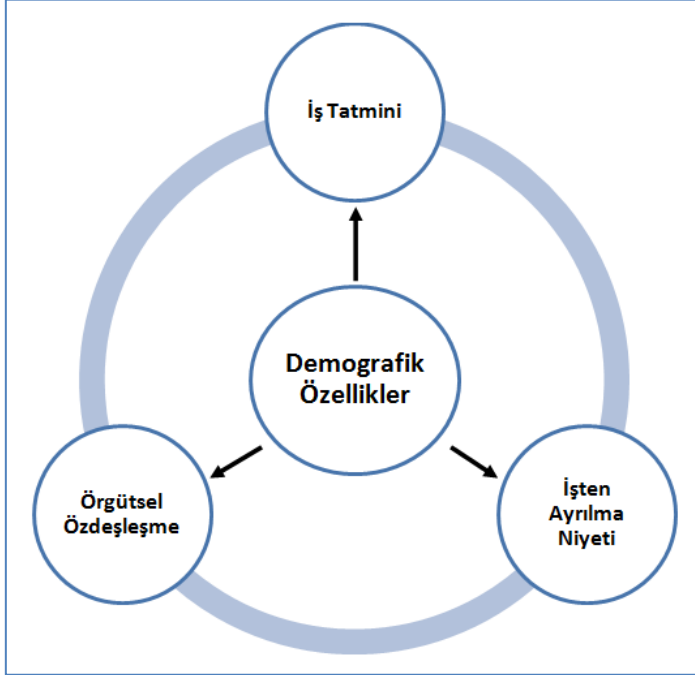 İş Tatmini
Demografik
Özellikler
Örgütsel
Özdeşleşme
İşten
Ayrılma
Niyeti